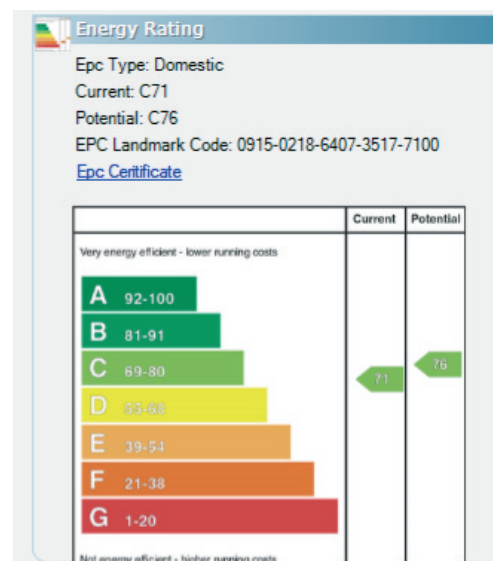 Energy Rating
Epc Type: Domestic
Current: C71
Potential: C76
EPC Landmark Code: 0915-0218-6407-3517-7100
Epc Ceritificate
Current Potential
Very energy efficient - lower running costs
A 92-100
B 81-91
C 69-80
76
71
D 55-68
E 39-54
F 21-38
G 1-20
Not energy efficient - higher running costs